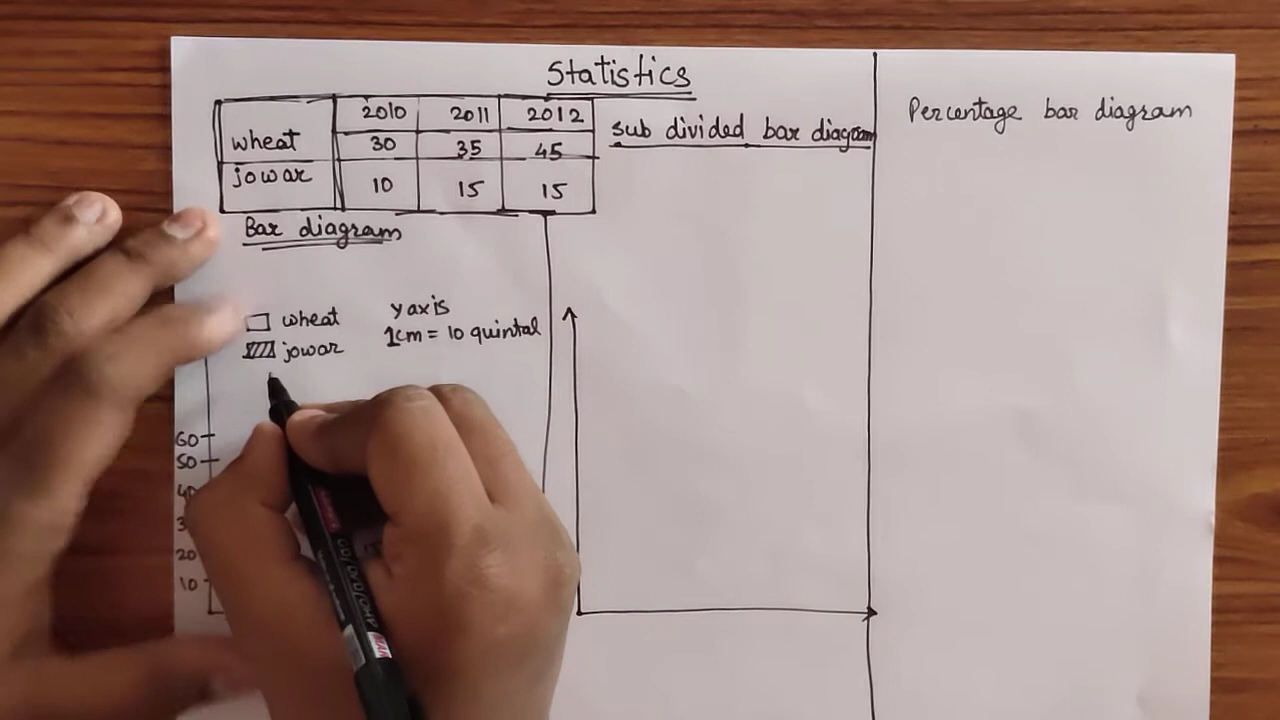 Statistics
2010 2011 2012
wheat 30 35 45
jowar 10 15 15
sub divided bar diagram
Percentage bar diagram
Bar diagram
wheat
jowar
y axis
1cm = 10 quintal
60
50
20
10